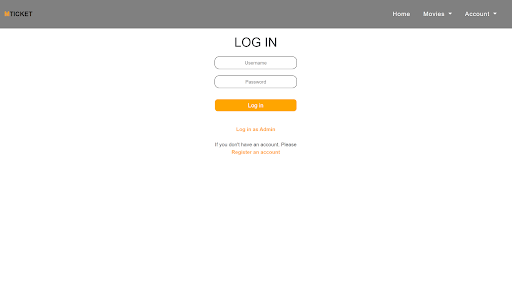 MTICKET
Home Movies Account
LOG IN
Username
Password
Log in
Log in as Admin
If you don't have an account. Please
Register an account